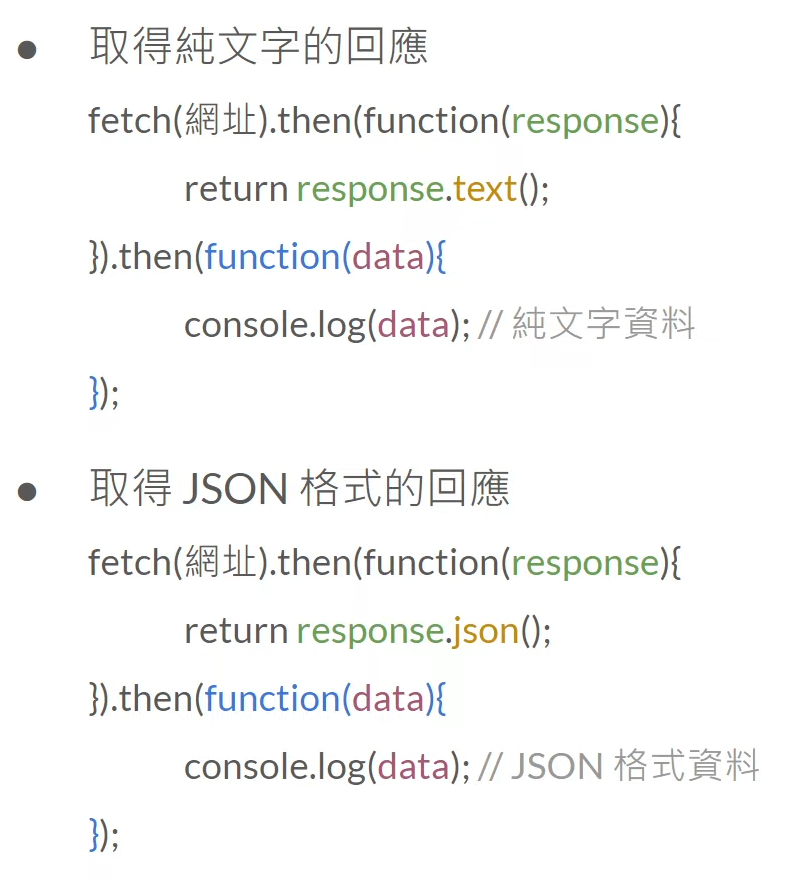 ● 取得純文字的回應
fetch(網址).then(function(response){
return response.text();
}).then(function(data){
console.log(data); // 純文字資料
});
● 取得 JSON 格式的回應
fetch(網址).then(function(response){
return response.json();
}).then(function(data){
console.log(data); // JSON 格式資料
});